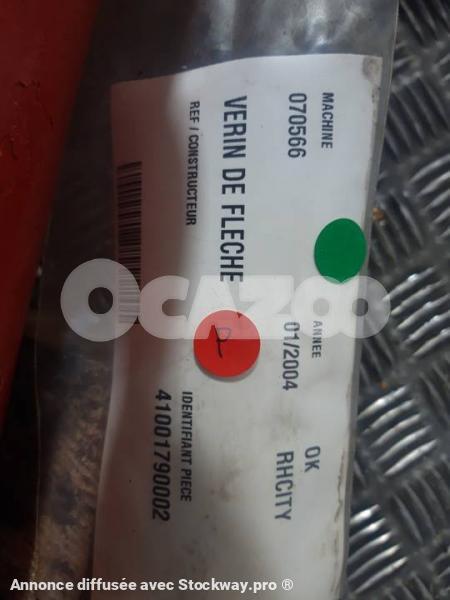 MACHINE
070566
ANNEE
01/2004
OK
RHCITY
VERIN DE FLECHE
REF / CONSTRUCTEUR
IDENTIFIANT PIECE
41001790002
OCAZOO
Annonce diffusée avec Stockway.pro ®